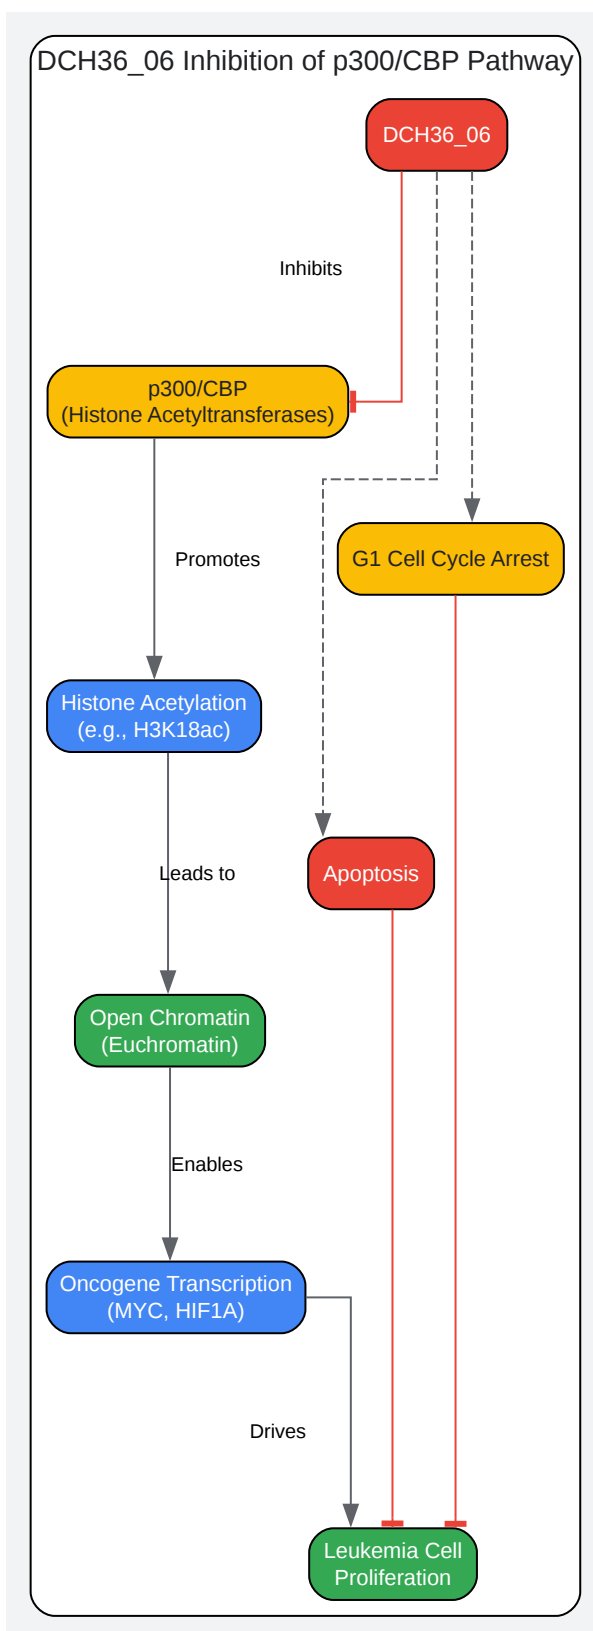 DCH36_06 Inhibition of p300/CBP Pathway
DCH36_06
Inhibits
p300/CBP
(Histone Acetyltransferases)
Promotes
G1 Cell Cycle Arrest
Histone Acetylation
(e.g., H3K18ac)
Leads to
Apoptosis
Open Chromatin
(Euchromatin)
Enables
Oncogene Transcription
(MYC, HIF1A)
Drives
Leukemia Cell
Proliferation